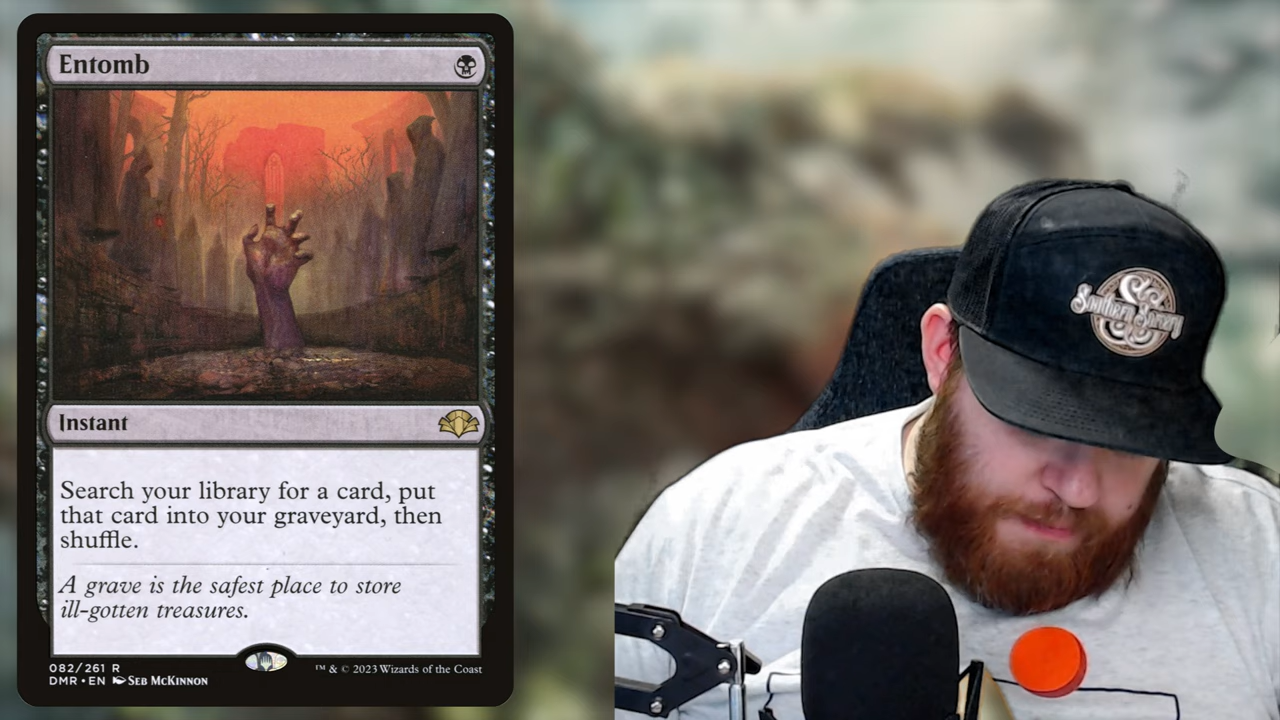 Entomb
Instant
Search your library for a card, put
that card into your graveyard, then
shuffle.
A grave is the safest place to store
ill-gotten treasures.
082/261 R
DMR • EN Seb McKinnon
™ & © 2023 Wizards of the Coast
Southern